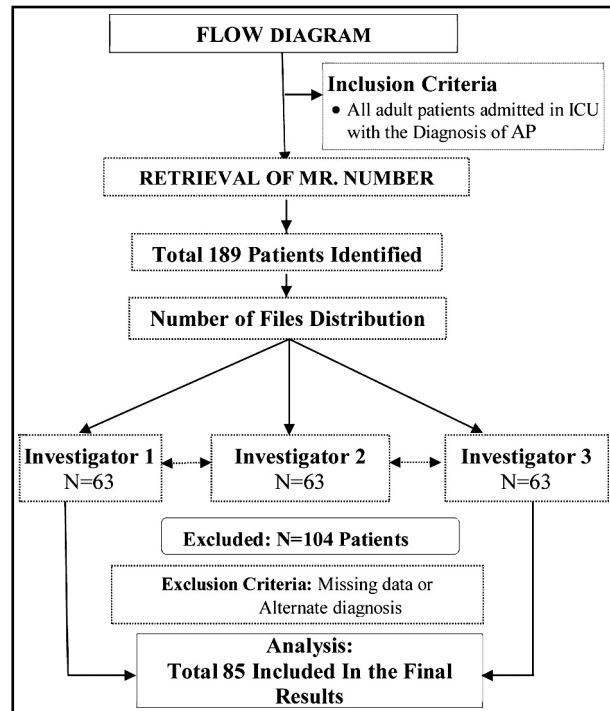 FLOW DIAGRAM
Inclusion Criteria
• All adult patients admitted in ICU
with the Diagnosis of AP
RETRIEVAL OF MR. NUMBER
Total 189 Patients Identified
Number of Files Distribution
Investigator 1
N=63
Investigator 2
N=63
Investigator 3
N=63
Excluded: N=104 Patients
Exclusion Criteria: Missing data or
Alternate diagnosis
Analysis:
Total 85 Included In the Final
Results